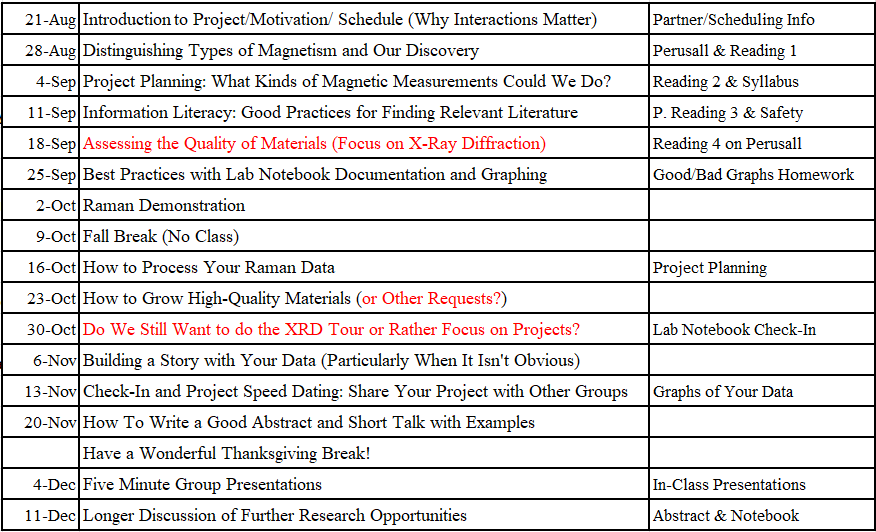 21-Aug Introduction to Project/Motivation/ Schedule (Why Interactions Matter) Partner/Scheduling Info
28-Aug Distinguishing Types of Magnetism and Our Discovery Perusall & Reading 1
4-Sep Project Planning: What Kinds of Magnetic Measurements Could We Do? Reading 2 & Syllabus
11-Sep Information Literacy: Good Practices for Finding Relevant Literature P. Reading 3 & Safety
18-Sep Assessing the Quality of Materials (Focus on X-Ray Diffraction) Reading 4 on Perusall
25-Sep Best Practices with Lab Notebook Documentation and Graphing Good/Bad Graphs Homework
2-Oct Raman Demonstration
9-Oct Fall Break (No Class)
16-Oct How to Process Your Raman Data Project Planning
23-Oct How to Grow High-Quality Materials (or Other Requests?)
30-Oct Do We Still Want to do the XRD Tour or Rather Focus on Projects? Lab Notebook Check-In
6-Nov Building a Story with Your Data (Particularly When It Isn't Obvious)
13-Nov Check-In and Project Speed Dating: Share Your Project with Other Groups Graphs of Your Data
20-Nov How To Write a Good Abstract and Short Talk with Examples
Have a Wonderful Thanksgiving Break!
4-Dec Five Minute Group Presentations In-Class Presentations
11-Dec Longer Discussion of Further Research Opportunities Abstract & Notebook